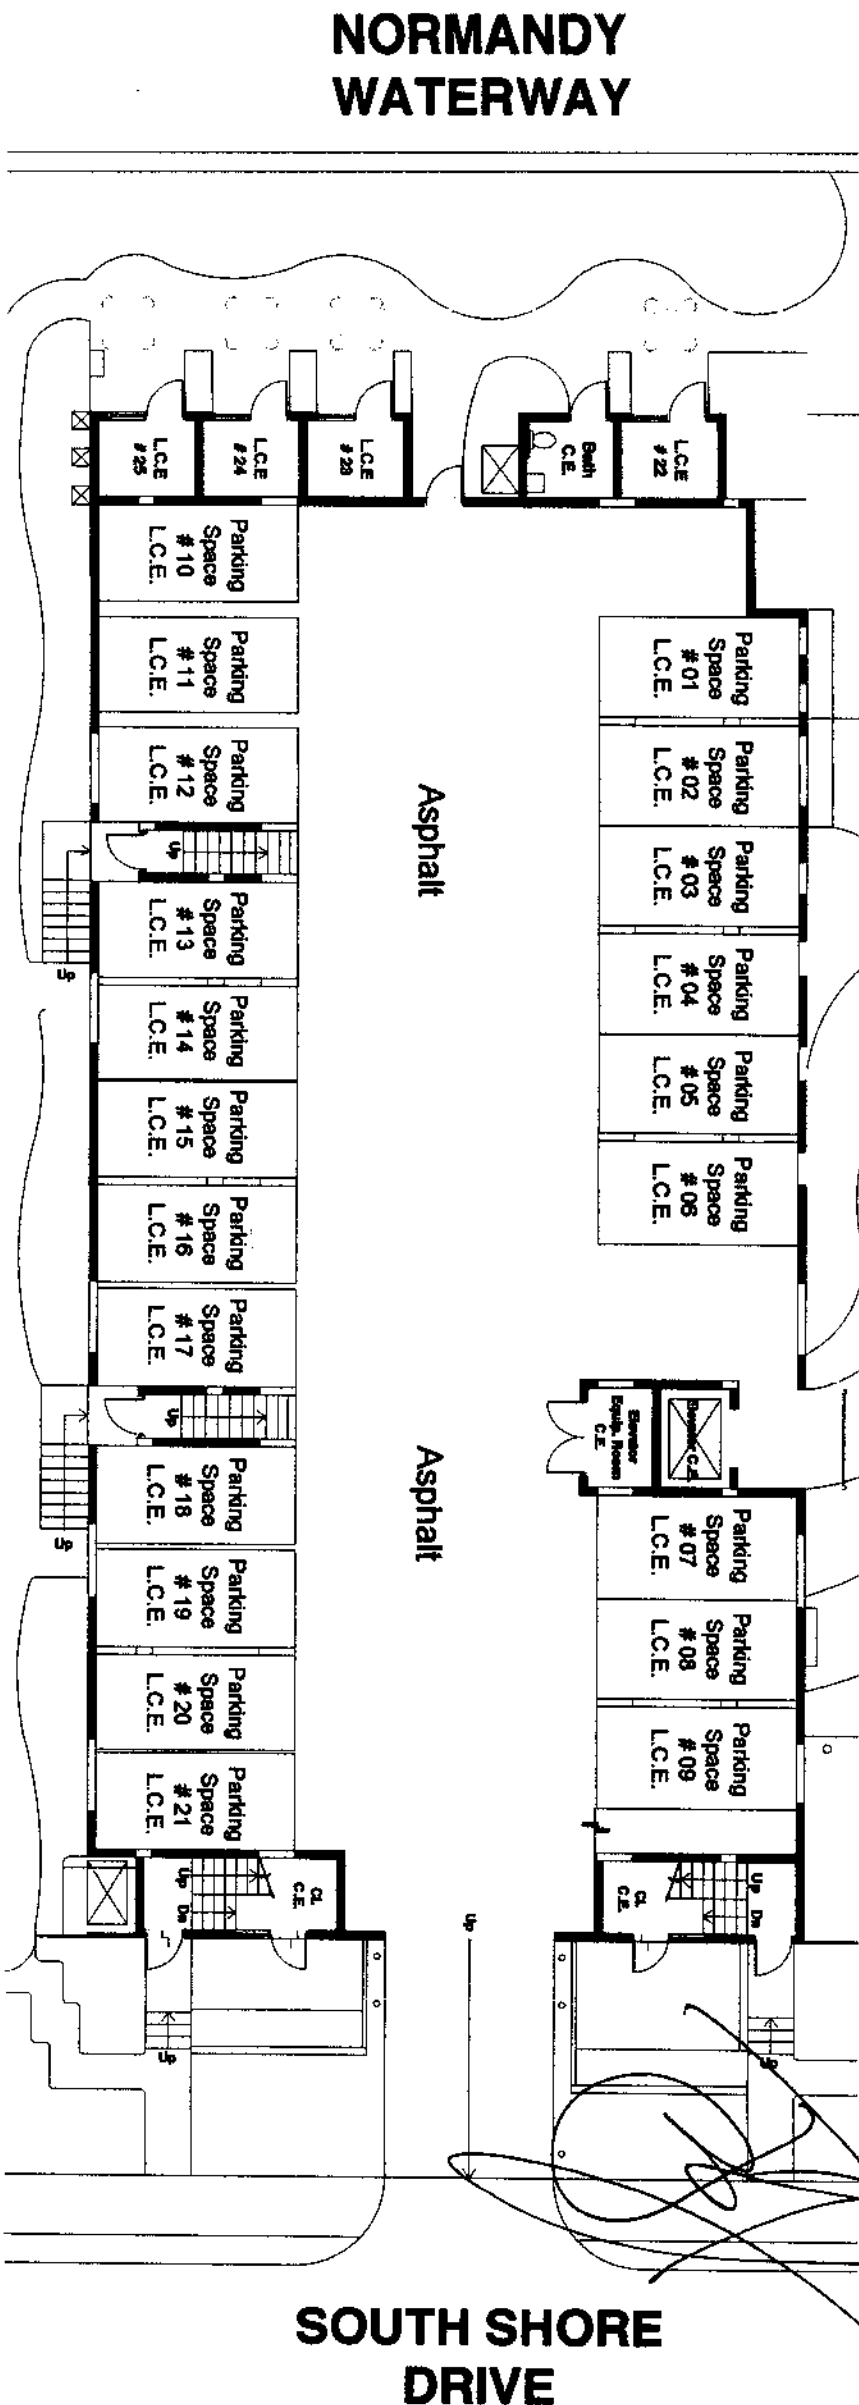 NORMANDY
WATERWAY
L.C.E
# 25
L.C.E
# 24
L.C.E
# 23
Bath
C.E.
L.C.E
# 22
Parking
Space
# 10
L.C.E.
Parking
Space
# 11
L.C.E.
Parking
Space
# 12
L.C.E.
Up
Up
Parking
Space
# 13
L.C.E.
Parking
Space
# 14
L.C.E.
Parking
Space
# 15
L.C.E.
Parking
Space
# 16
L.C.E.
Parking
Space
# 17
L.C.E.
Up
Up
Parking
Space
# 18
L.C.E.
Parking
Space
# 19
L.C.E.
Parking
Space
# 20
L.C.E.
Parking
Space
# 21
L.C.E.
Asphalt
Asphalt
Parking
Space
# 01
L.C.E.
Parking
Space
# 02
L.C.E.
Parking
Space
# 03
L.C.E.
Parking
Space
# 04
L.C.E.
Parking
Space
# 05
L.C.E.
Parking
Space
# 06
L.C.E.
Elevator
Equip. Room
C.E.
Elevator C.E.
Parking
Space
# 07
L.C.E.
Parking
Space
# 08
L.C.E.
Parking
Space
# 09
L.C.E.
Up
Dn
CL
C.E.
Up
Up
CL
C.E.
Up
Dn
Up
SOUTH SHORE
DRIVE